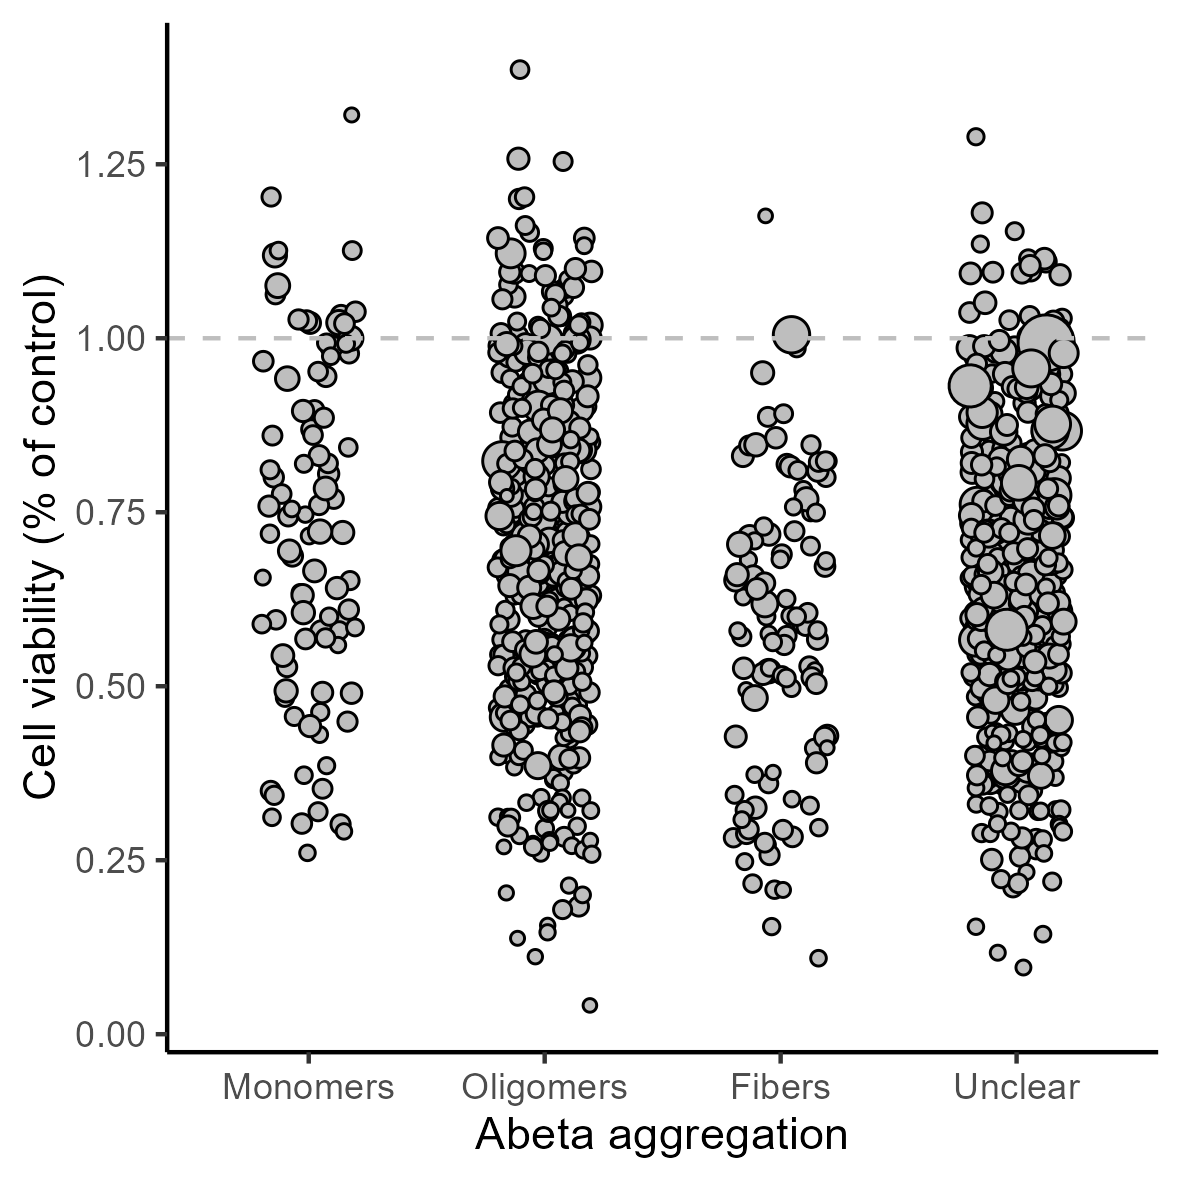 Cell viability (% of control)
1.25
1.00
0.75
0.50
0.25
0.00
Monomers Oligomers Fibers Unclear
Abeta aggregation